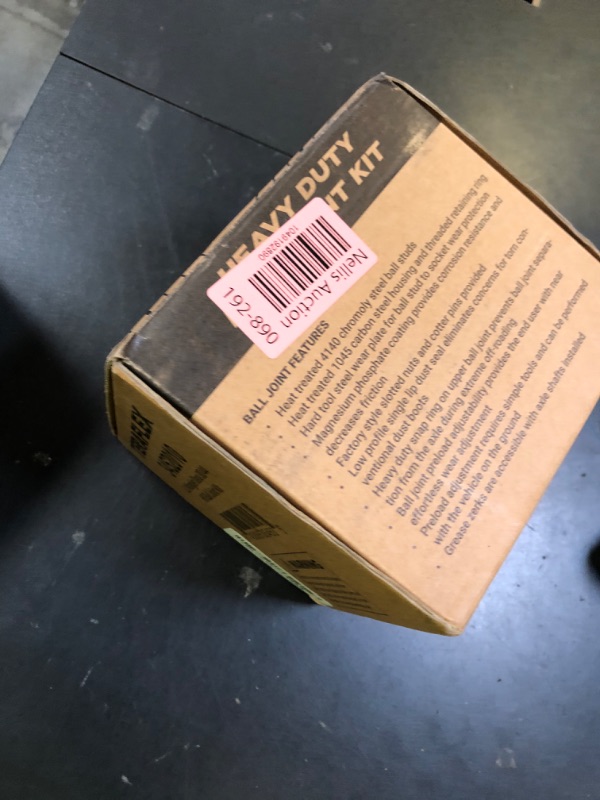 HEAVY DUTY
NT KIT
1049192890
Nellis Auction
192-890
BALL JOINT FEATURES
• Heat treated 4140 chromoly steel ball studs
• Heat treated 1045 carbon steel housing and threaded retaining ring
• Hard tool steel wear plate for ball stud to socket wear protection
• Magnesium phosphate coating provides corrosion resistance and
decreases friction
• Factory style slotted nuts and cotter pins provided
• Low profile single lip dust seal eliminates concerns for torn con-
ventional dust boots
• Heavy duty snap ring on upper ball joint prevents ball joint separa-
tion from the axle during extreme off-roading
• Ball joint preload adjustability provides the end user with near
effortless wear adjustment
• Preload adjustment requires simple tools and can be performed
with the vehicle on the ground
• Grease zerks are accessible with axle shafts installed
TERAFLEX
WARNING